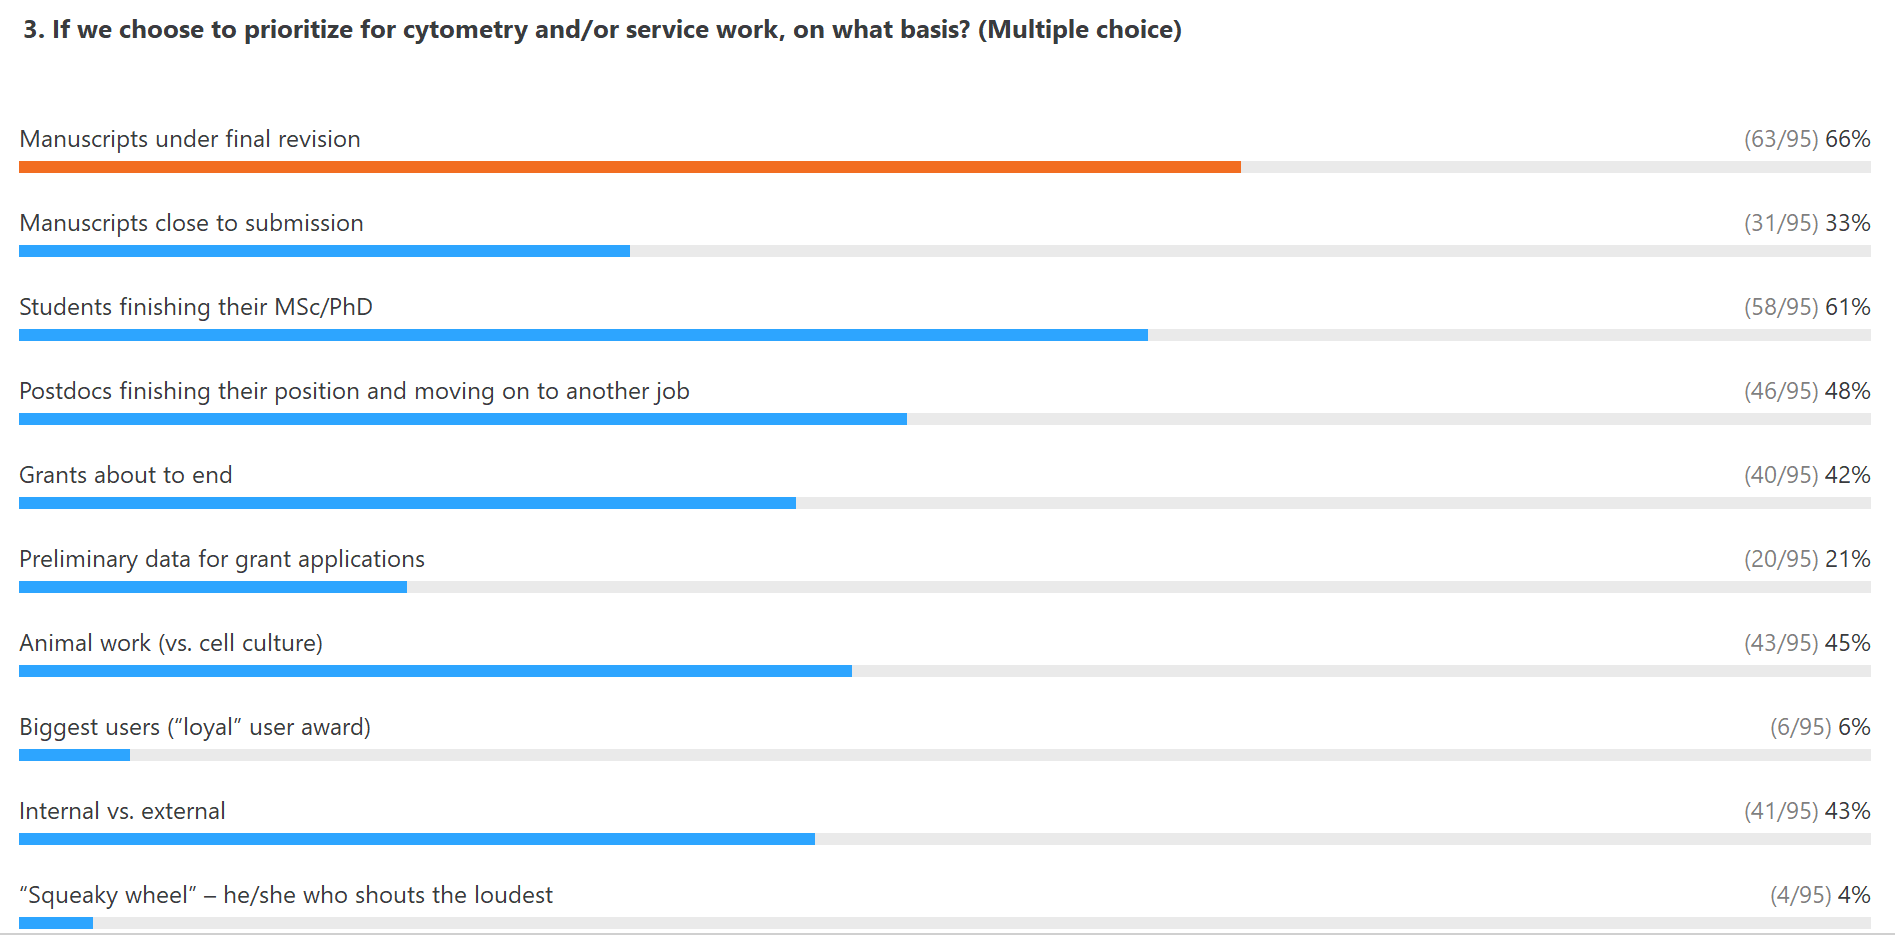 3. If we choose to prioritize for cytometry and/or service work, on what basis? (Multiple choice)
Manuscripts under final revision (63/95) 66%
Manuscripts close to submission (31/95) 33%
Students finishing their MSc/PhD (58/95) 61%
Postdocs finishing their position and moving on to another job (46/95) 48%
Grants about to end (40/95) 42%
Preliminary data for grant applications (20/95) 21%
Animal work (vs. cell culture) (43/95) 45%
Biggest users (“loyal” user award) (6/95) 6%
Internal vs. external (41/95) 43%
“Squeaky wheel” – he/she who shouts the loudest (4/95) 4%